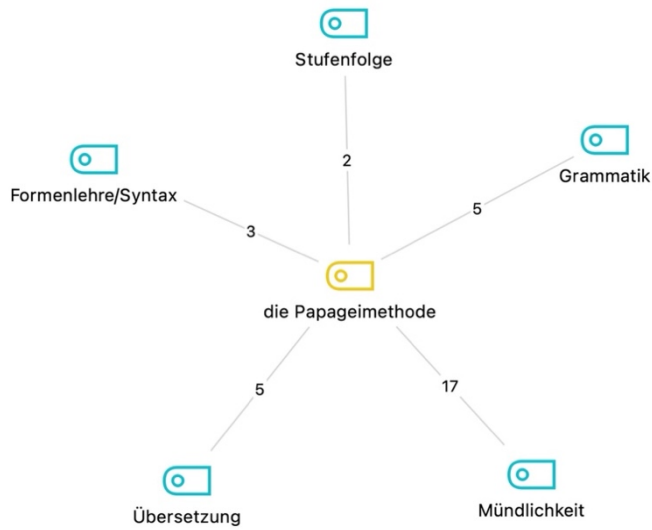 Stufenfolge
2
Grammatik
Formenlehre/Syntax
5
3
die Papageimethode
5
17
Übersetzung
Mündlichkeit